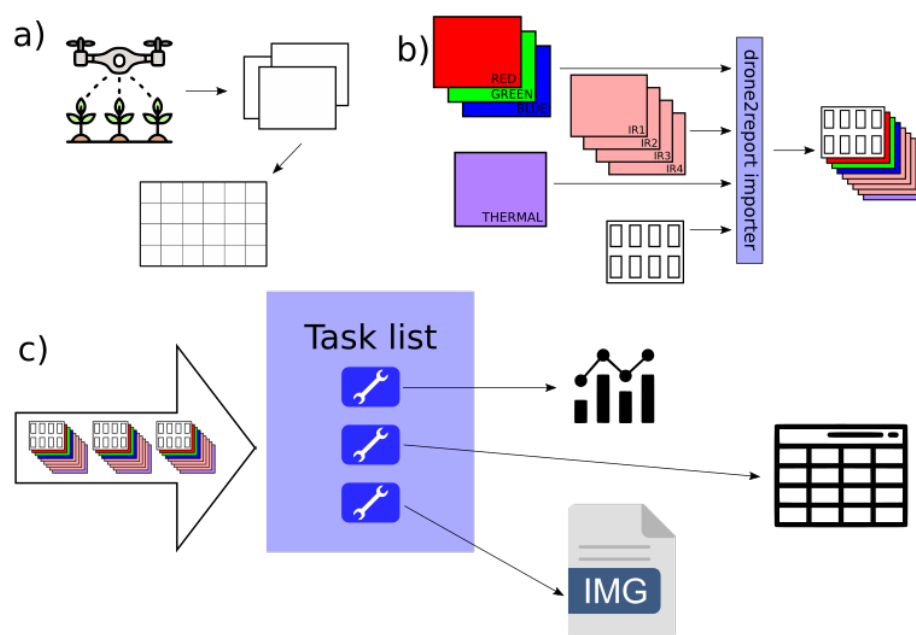 a)
b)
RED
GREEN
BLUE
IR1
IR2
IR3
IR4
THERMAL
drone2report importer
c)
Task list
IMG